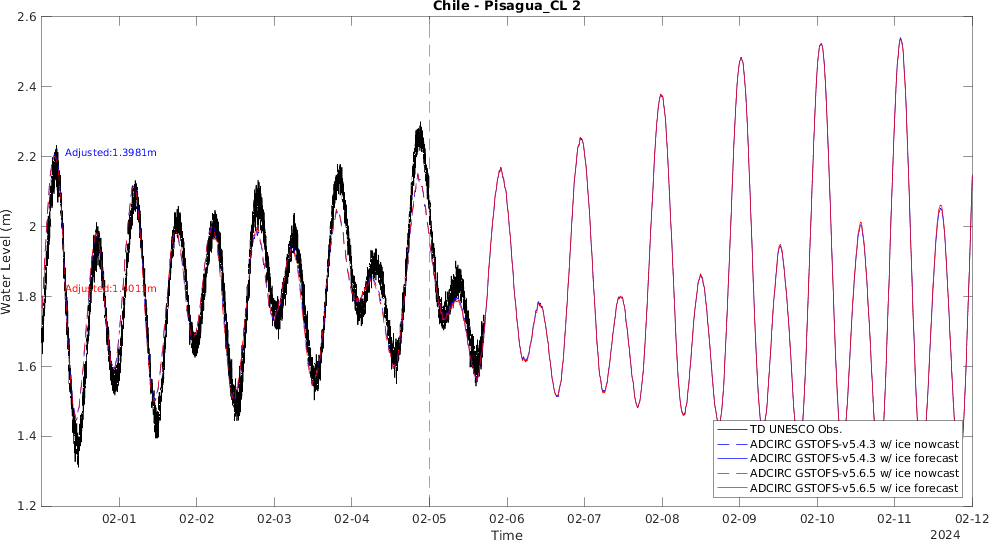 Chile - Pisagua_CL 2
2.6
2.4
2.2
2
1.8
1.6
1.4
1.2
Water Level (m)
Adjusted:1.3981m
Adjusted:1.6011m
TD UNESCO Obs.
ADCIRC GSTOFS-v5.4.3 w/ ice nowcast
ADCIRC GSTOFS-v5.4.3 w/ ice forecast
ADCIRC GSTOFS-v5.6.5 w/ ice nowcast
ADCIRC GSTOFS-v5.6.5 w/ ice forecast
02-01 02-02 02-03 02-04 02-05 02-06 02-07 02-08 02-09 02-10 02-11 02-12
Time
2024